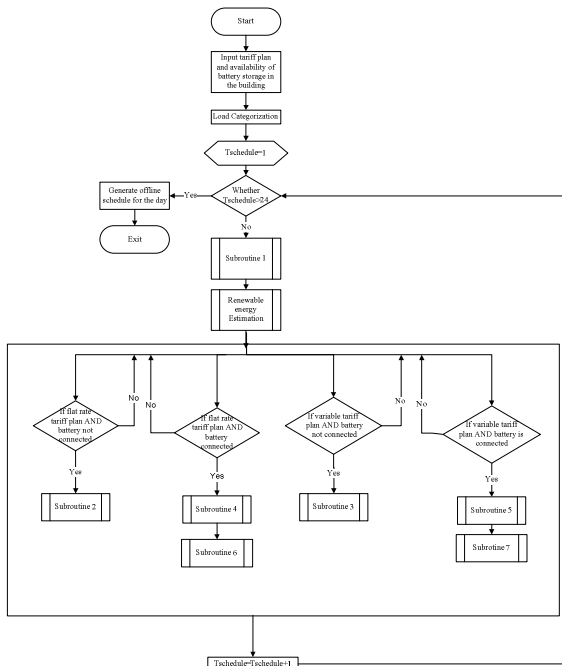 Start
Input tariff plan
and availability of
battery storage in
the building
Load Categorization
Tschedule=1
Whether
Tschedule>24
Yes
Generate offline
schedule for the day
Exit
No
Subroutine 1
Renewable
energy
Estimation
If flat rate
tariff plan AND
battery not
connected
No
Yes
Subroutine 2
If flat rate
tariff plan AND
battery
connected
No
Yes
Subroutine 4
Subroutine 6
If variable tariff
plan AND battery
not connected
No
Yes
Subroutine 3
If variable tariff
plan AND battery is
connected
No
Yes
Subroutine 5
Subrotine 7
Tschedule=Tschedule+1